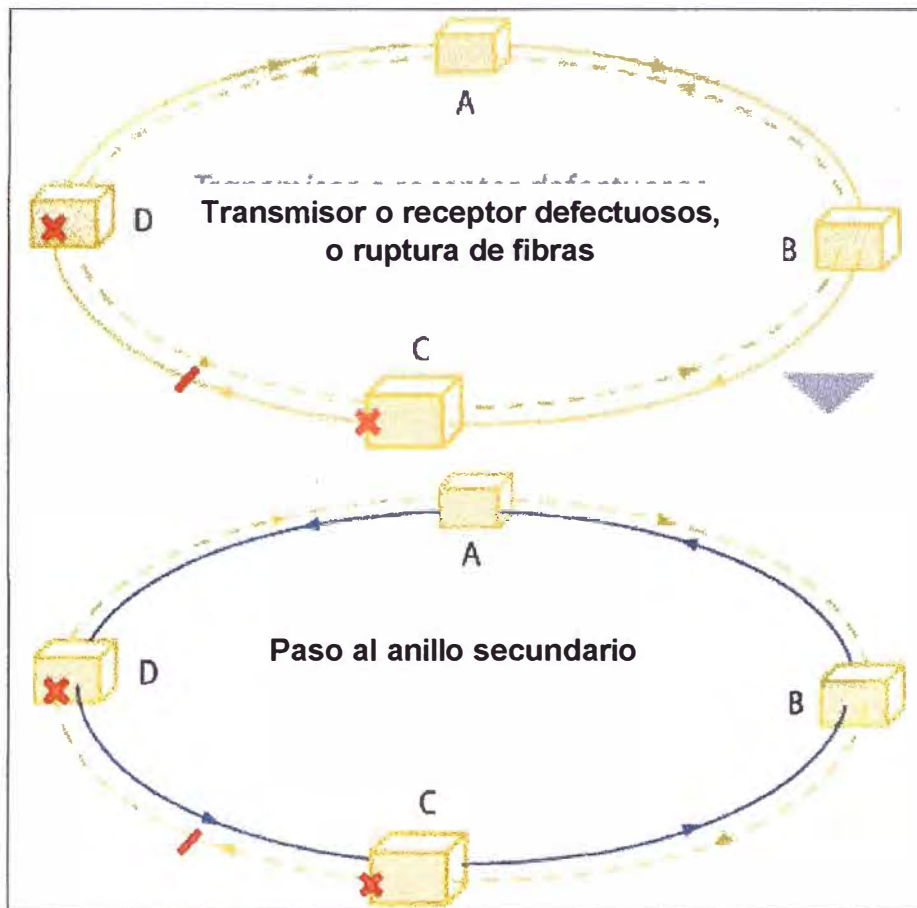 A
D
Transmisor o receptor defectuosos,
o ruptura de fibras
B
C
A
Paso al anillo secundario
D
B
C